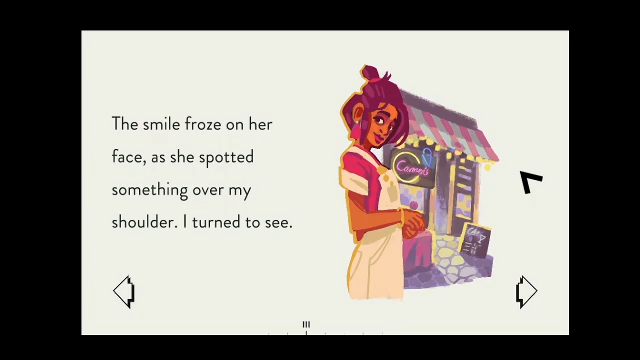 The smile froze on her
face, as she spotted
something over my
shoulder. I turned to see.